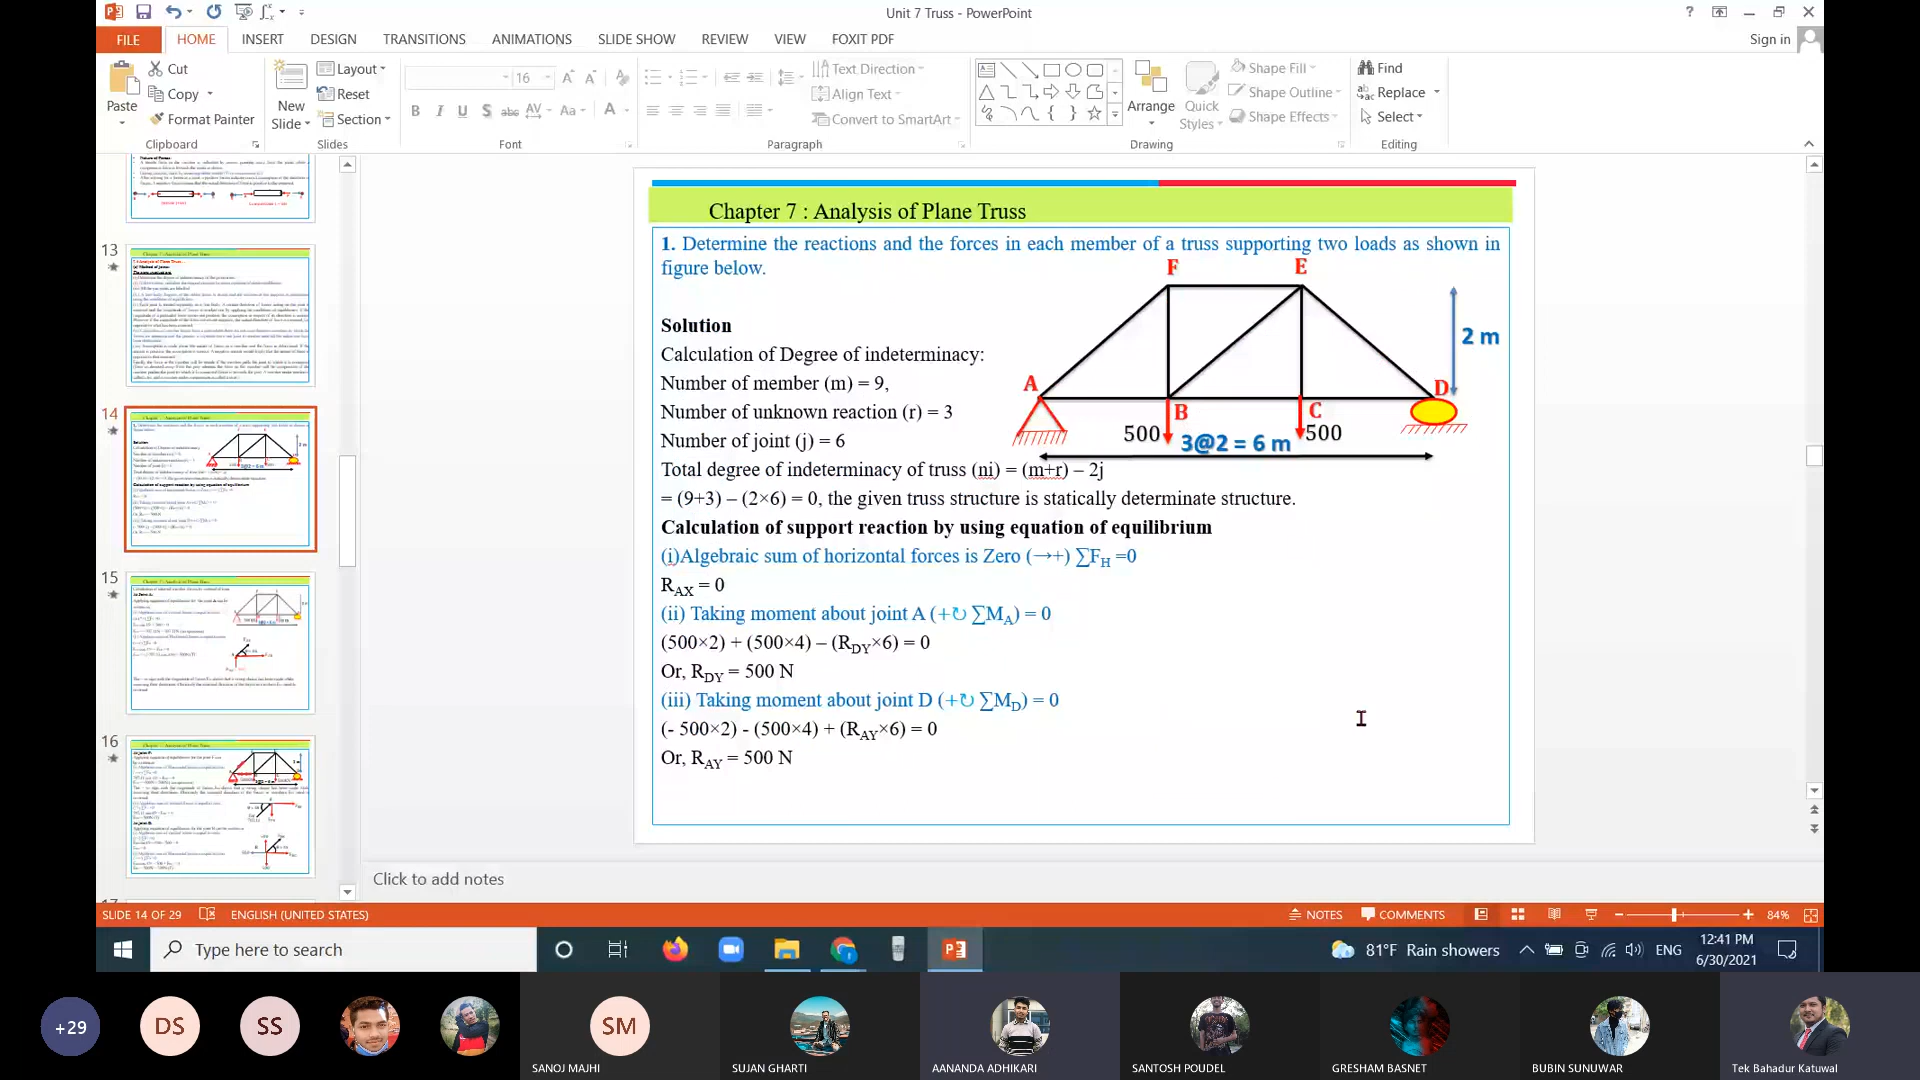 Unit 7 Truss - PowerPoint
FILE
HOME
INSERT
DESIGN
TRANSITIONS
ANIMATIONS
SLIDE SHOW
REVIEW
VIEW
FOXIT PDF
Sign in
Paste
Cut
Copy
Format Painter
Clipboard
New Slide
Layout
Reset
Section
Slides
16
Font
Text Direction
Align Text
Convert to SmartArt
Paragraph
Arrange
Quick Styles
Shape Fill
Shape Outline
Shape Effects
Drawing
Find
Replace
Select
Editing
13
14
15
16
Chapter 7 : Analysis of Plane Truss
1. Determine the reactions and the forces in each member of a truss supporting two loads as shown in
figure below.
F
E
2 m
A
B
C
D
500
500
3@2 = 6 m
Solution
Calculation of Degree of indeterminacy:
Number of member (m) = 9,
Number of unknown reaction (r) = 3
Number of joint (j) = 6
Total degree of indeterminacy of truss (ni) = (m+r) – 2j
= (9+3) – (2×6) = 0, the given truss structure is statically determinate structure.
Calculation of support reaction by using equation of equilibrium
(i)Algebraic sum of horizontal forces is Zero (→+) ∑FH =0
RAX = 0
(ii) Taking moment about joint A (+↻ ∑MA) = 0
(500×2) + (500×4) – (RDY×6) = 0
Or, RDY = 500 N
(iii) Taking moment about joint D (+↻ ∑MD) = 0
(- 500×2) - (500×4) + (RAY×6) = 0
Or, RAY = 500 N
Click to add notes
SLIDE 14 OF 29
ENGLISH (UNITED STATES)
NOTES
COMMENTS
84%
Type here to search
81°F Rain showers
ENG
12:41 PM
6/30/2021
+29
DS
SS
SM
SANOJ MAJHI
SUJAN GHARTI
AANANDA ADHIKARI
SANTOSH POUDEL
GRESHAM BASNET
BUBIN SUNUWAR
Tek Bahadur Katuwal